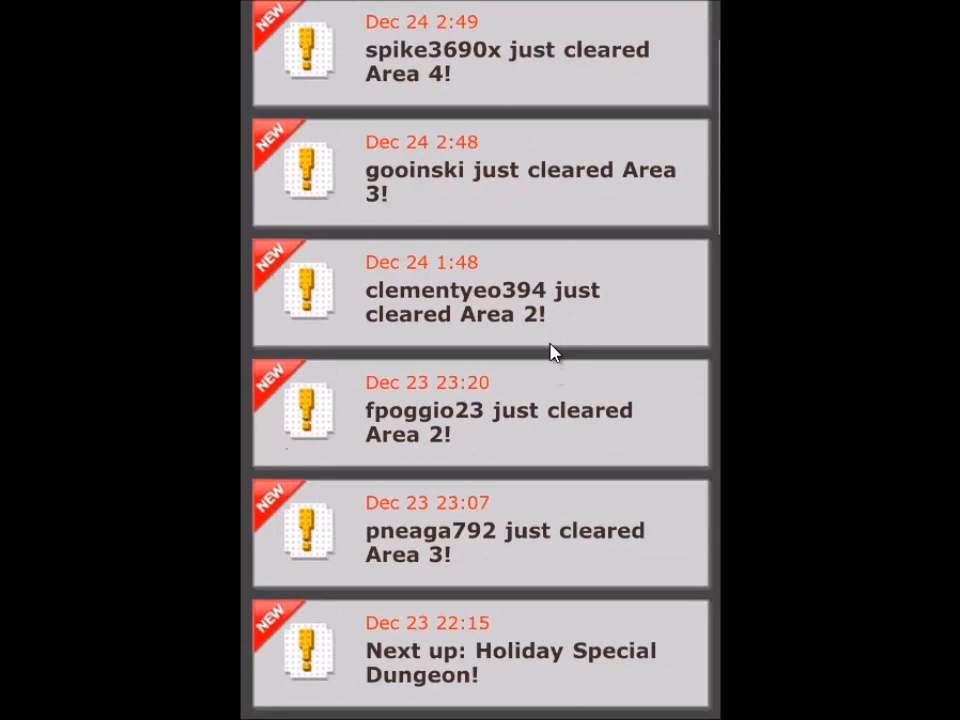 NEW
Dec 24 2:49
spike3690x just cleared
Area 4!
NEW
Dec 24 2:48
gooinski just cleared Area
3!
NEW
Dec 24 1:48
clementyeo394 just
cleared Area 2!
NEW
Dec 23 23:20
fpoggio23 just cleared
Area 2!
NEW
Dec 23 23:07
pneaga792 just cleared
Area 3!
NEW
Dec 23 22:15
Next up: Holiday Special
Dungeon!